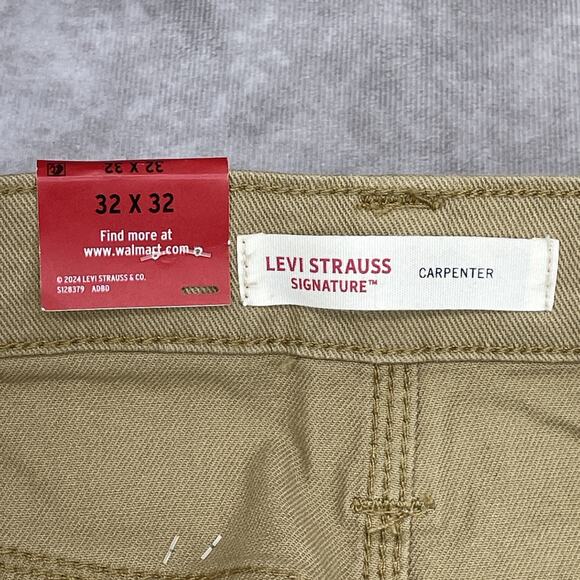 32 X 32
32 X 32
Find more at
www.walmart.com
© 2024 LEVI STRAUSS & CO.
S128379 ADBD
LEVI STRAUSS
SIGNATURE™
CARPENTER